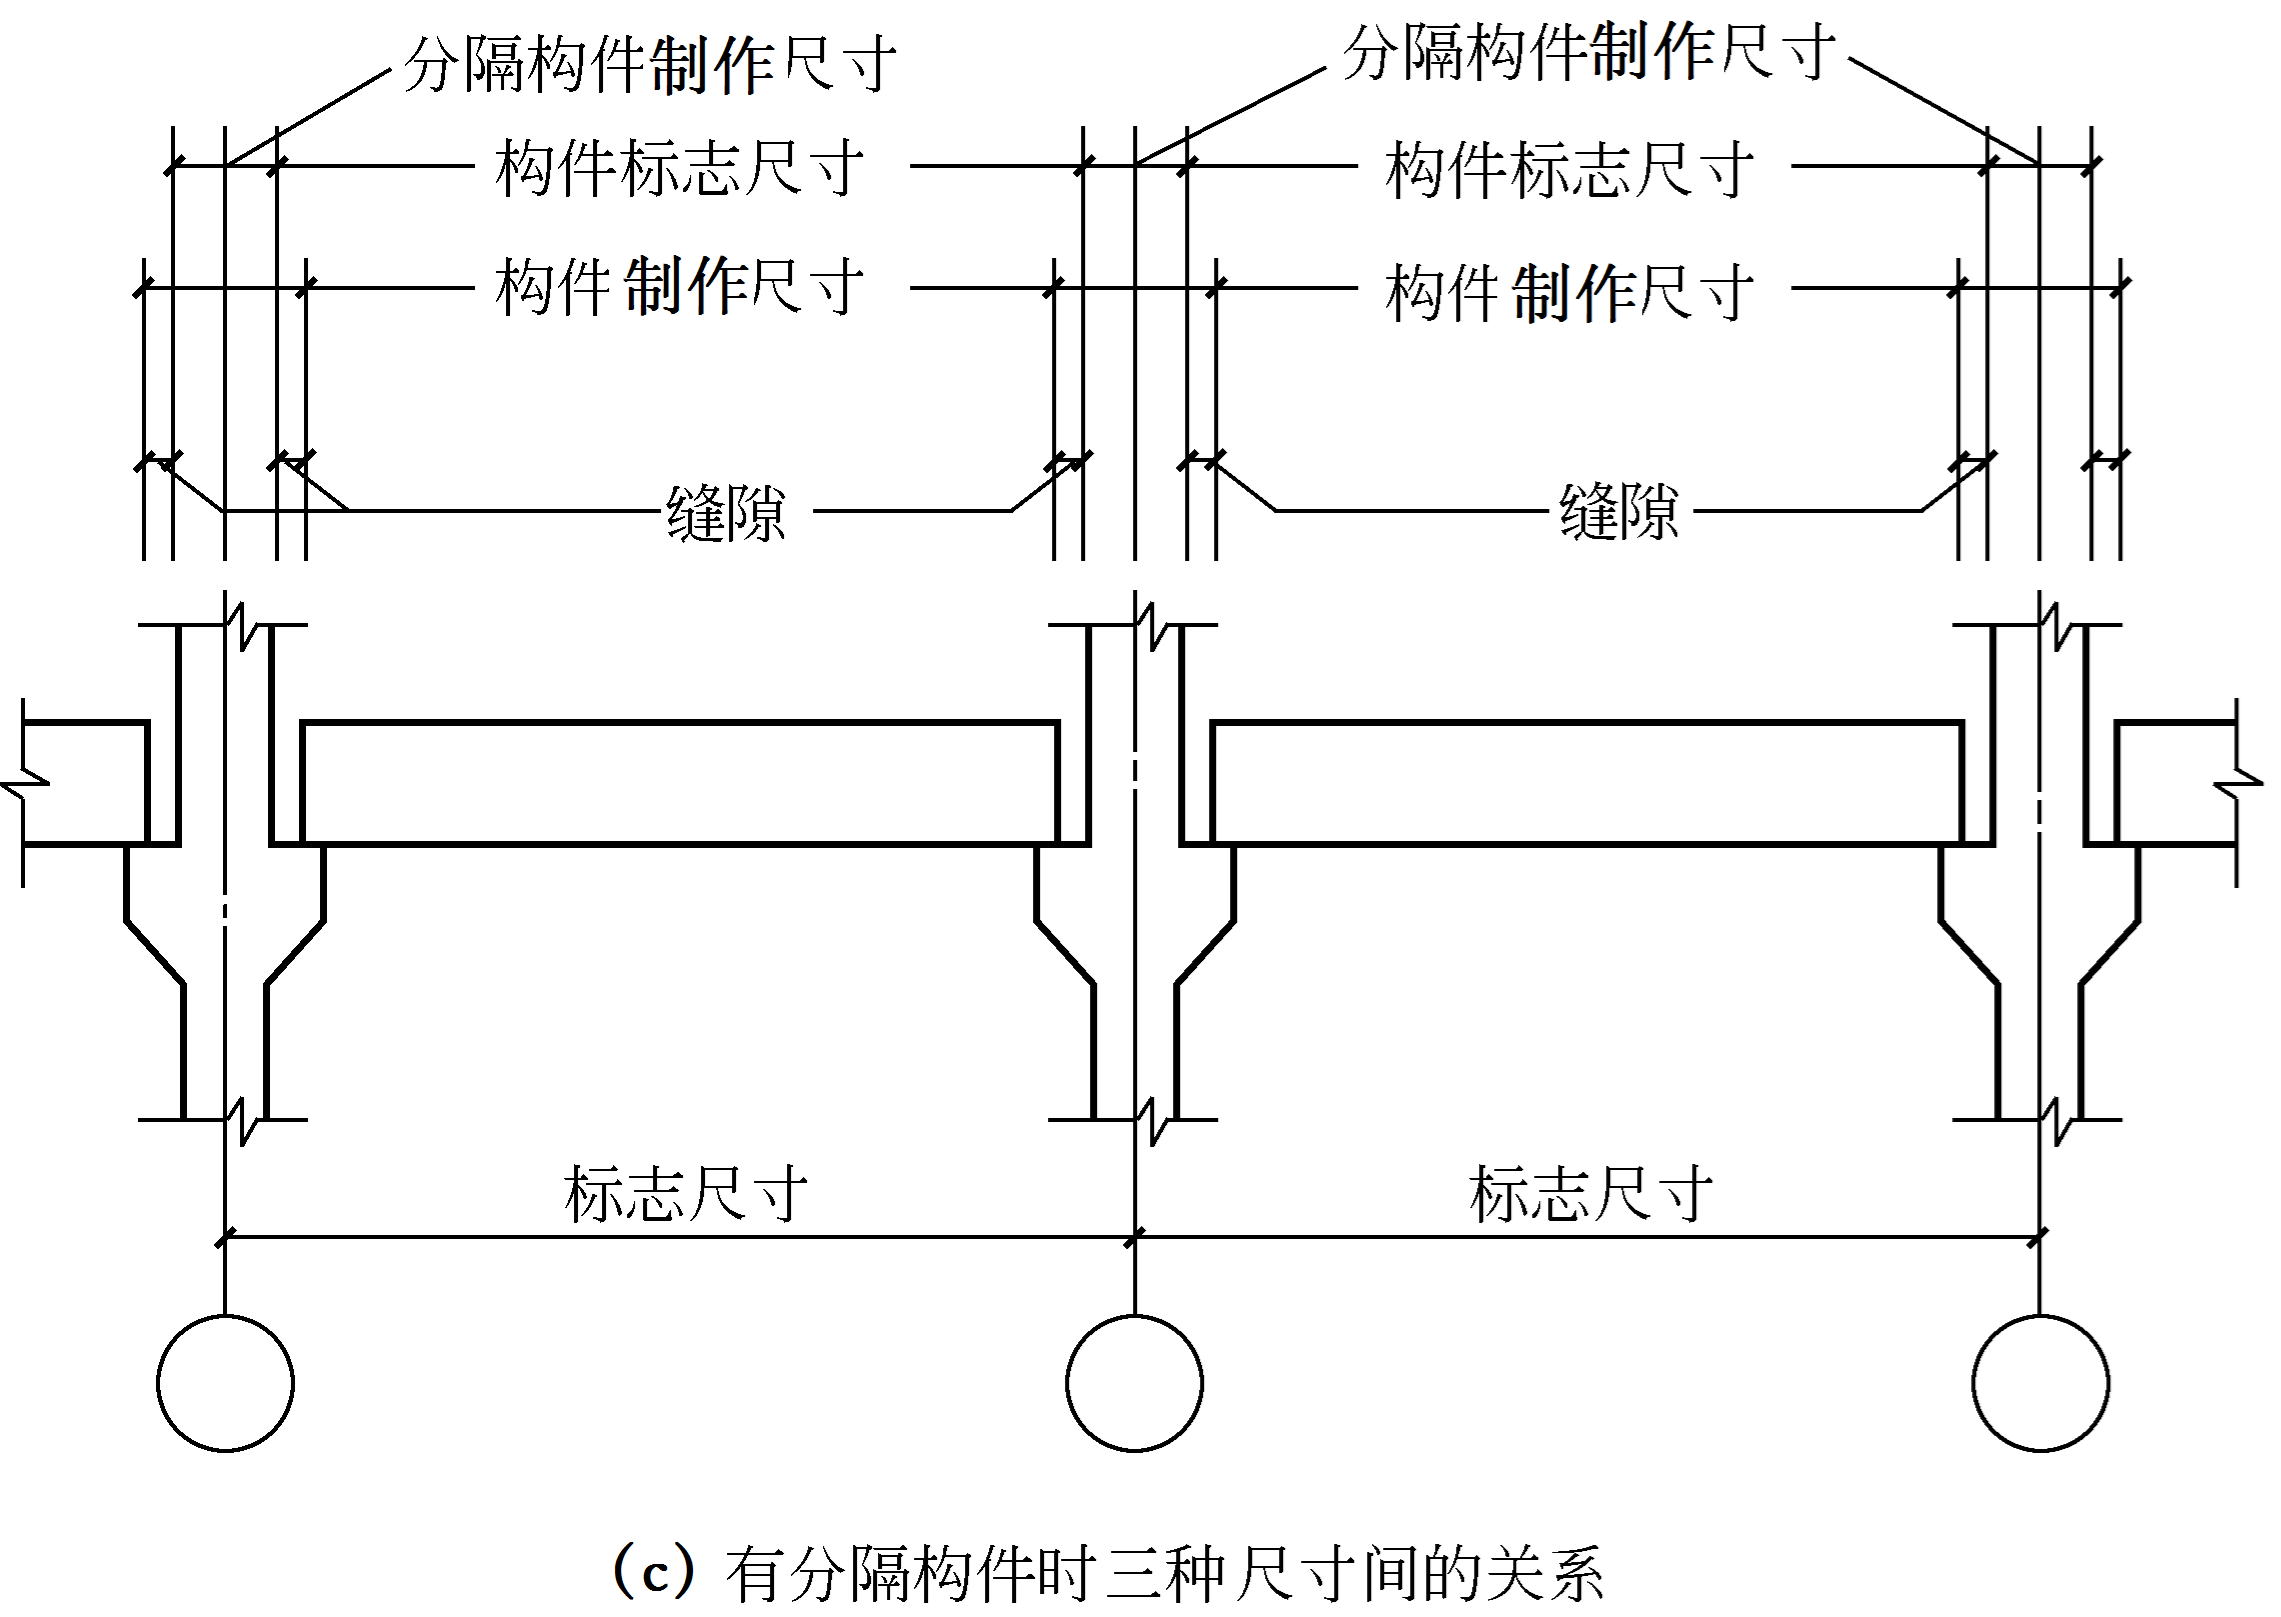 分隔构件制作尺寸
分隔构件制作尺寸
构件标志尺寸
构件标志尺寸
构件制作尺寸
构件制作尺寸
缝隙
缝隙
标志尺寸
标志尺寸
（c）有分隔构件时三种尺寸间的关系